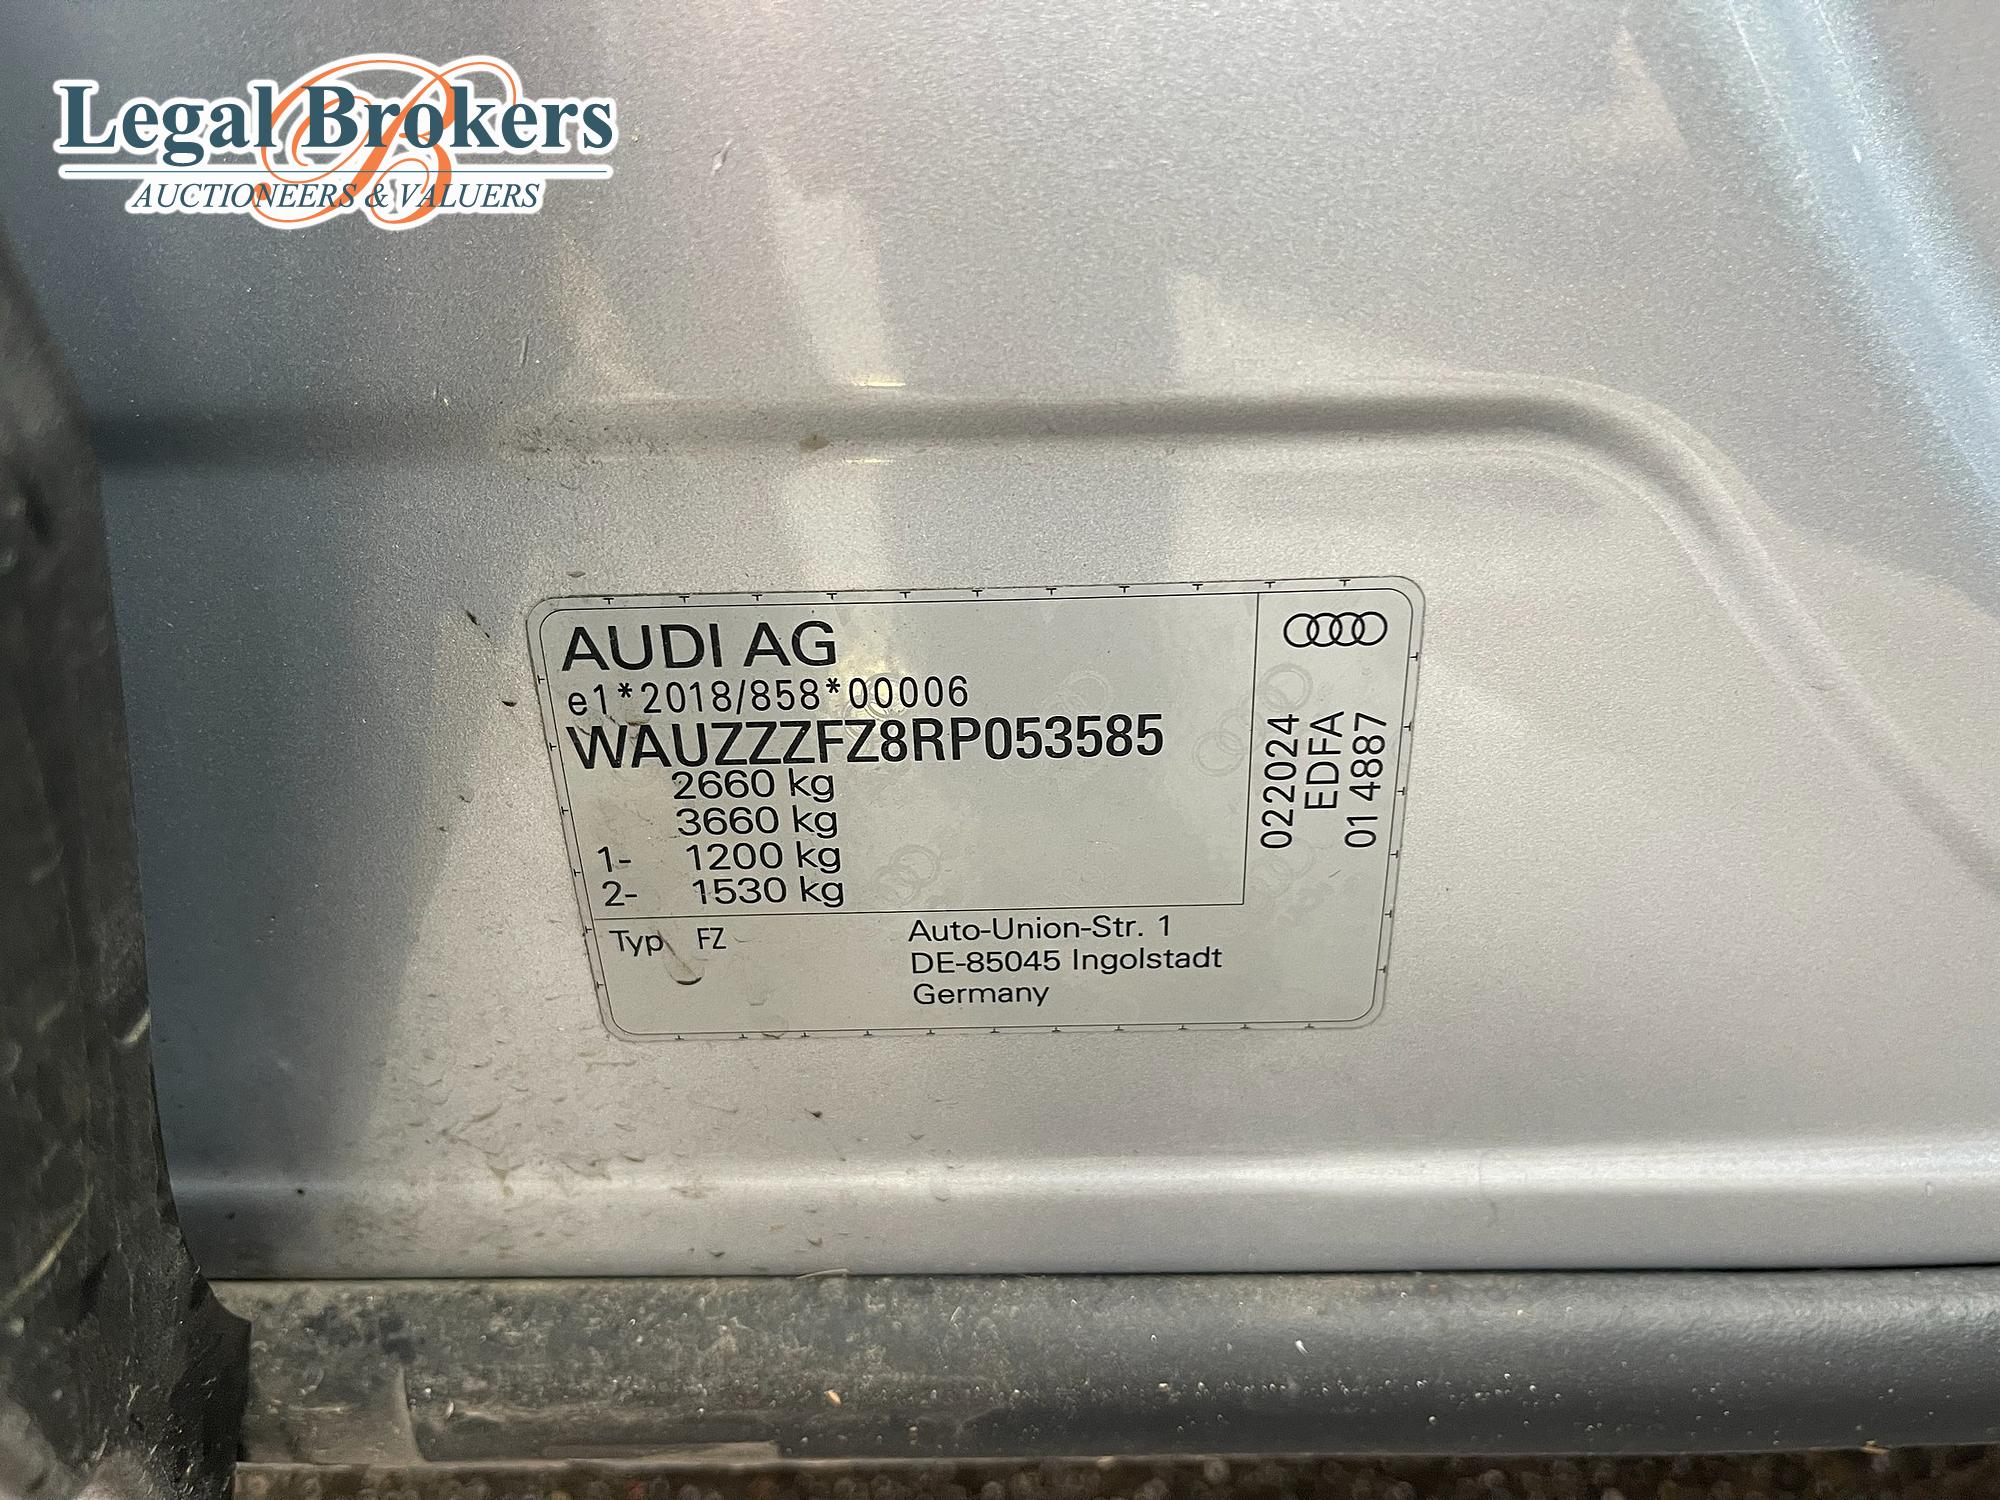 Legal Brokers
AUCTIONEERS & VALUERS
AUDI AG
e1*2018/858*00006
WAUZZZFZ8RP053585
2660 kg
3660 kg
1- 1200 kg
2- 1530 kg
Typ FZ
Auto-Union-Str. 1
DE-85045 Ingolstadt
Germany
022024
EDFA
01 4887